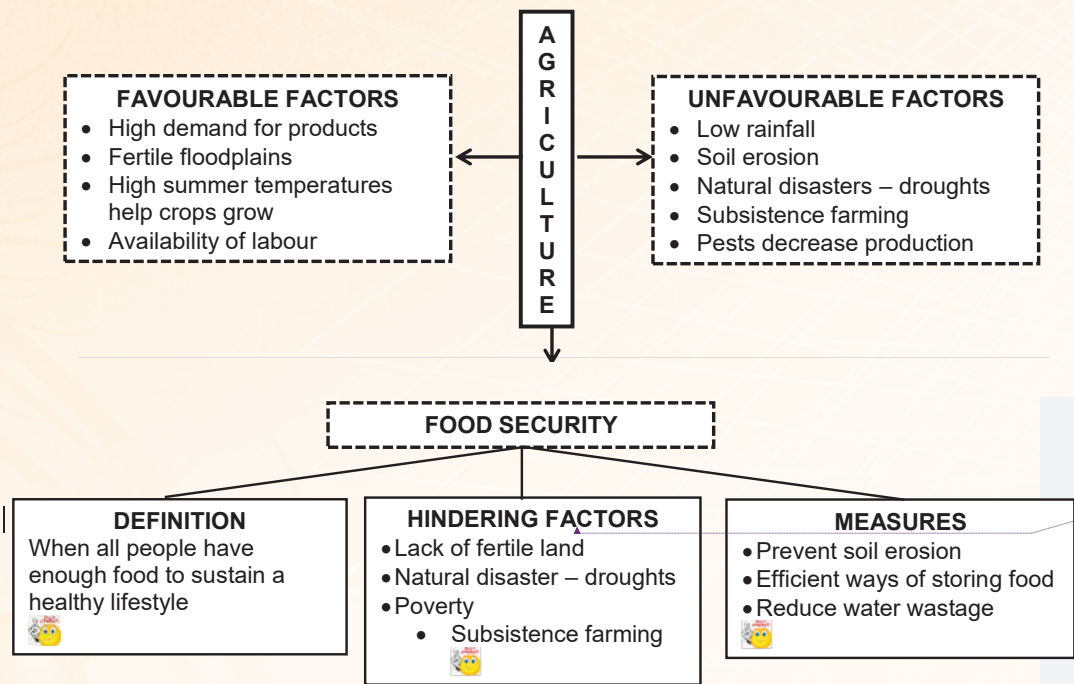 A
G
R
I
C
U
L
T
U
R
E
FAVOURABLE FACTORS
• High demand for products
• Fertile floodplains
• High summer temperatures
help crops grow
• Availability of labour
UNFAVOURABLE FACTORS
• Low rainfall
• Soil erosion
• Natural disasters – droughts
• Subsistence farming
• Pests decrease production
FOOD SECURITY
DEFINITION
When all people have
enough food to sustain a
healthy lifestyle
HINDERING FACTORS
• Lack of fertile land
• Natural disaster – droughts
• Poverty
• Subsistence farming
MEASURES
• Prevent soil erosion
• Efficient ways of storing food
• Reduce water wastage